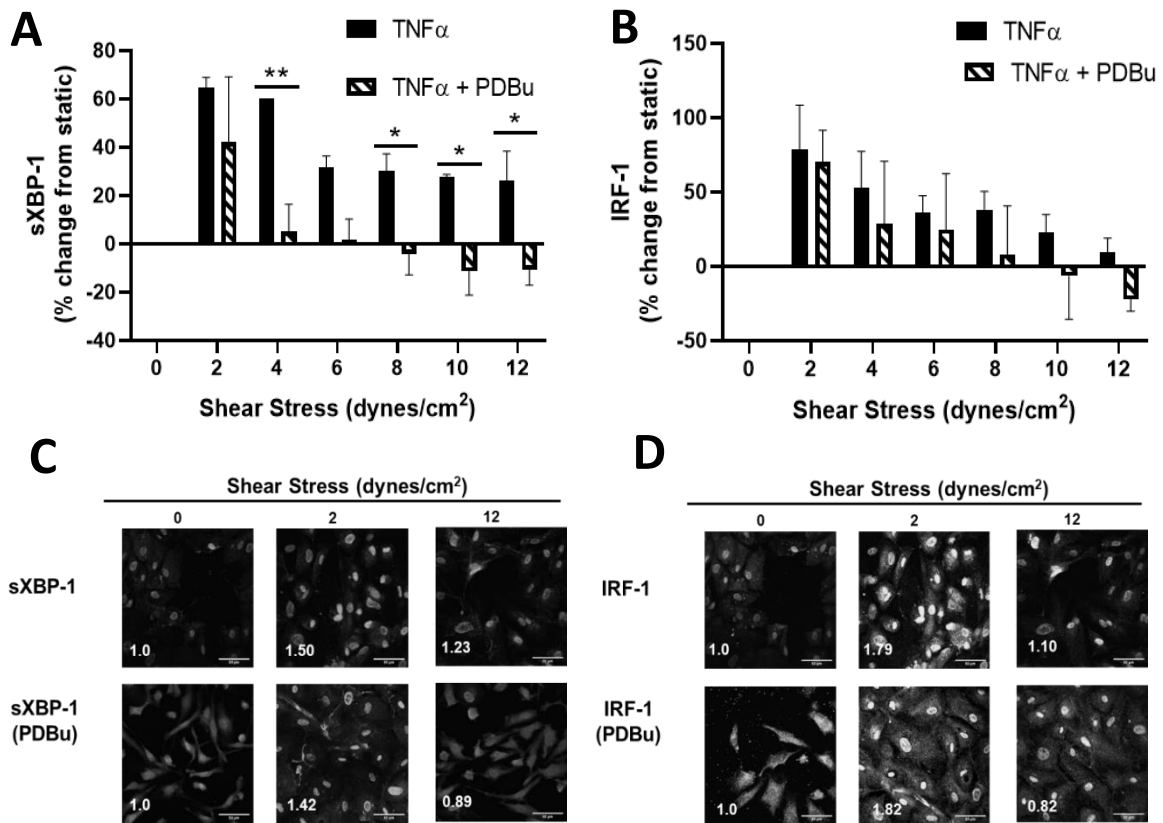 A
TNFα
TNFα + PDBu
sXBP-1
(% change from static)
80
60
40
20
0
-20
-40
**
*
*
*
0 2 4 6 8 10 12
Shear Stress (dynes/cm²)
B
TNFα
TNFα + PDBu
IRF-1
(% change from static)
150
100
50
0
-50
0 2 4 6 8 10 12
Shear Stress (dynes/cm²)
C
Shear Stress (dynes/cm²)
0 2 12
sXBP-1
1.0 1.50 1.23
sXBP-1
(PDBu)
1.0 1.42 0.89
D
Shear Stress (dynes/cm²)
0 2 12
IRF-1
1.0 1.79 1.10
IRF-1
(PDBu)
1.0 1.82 0.82